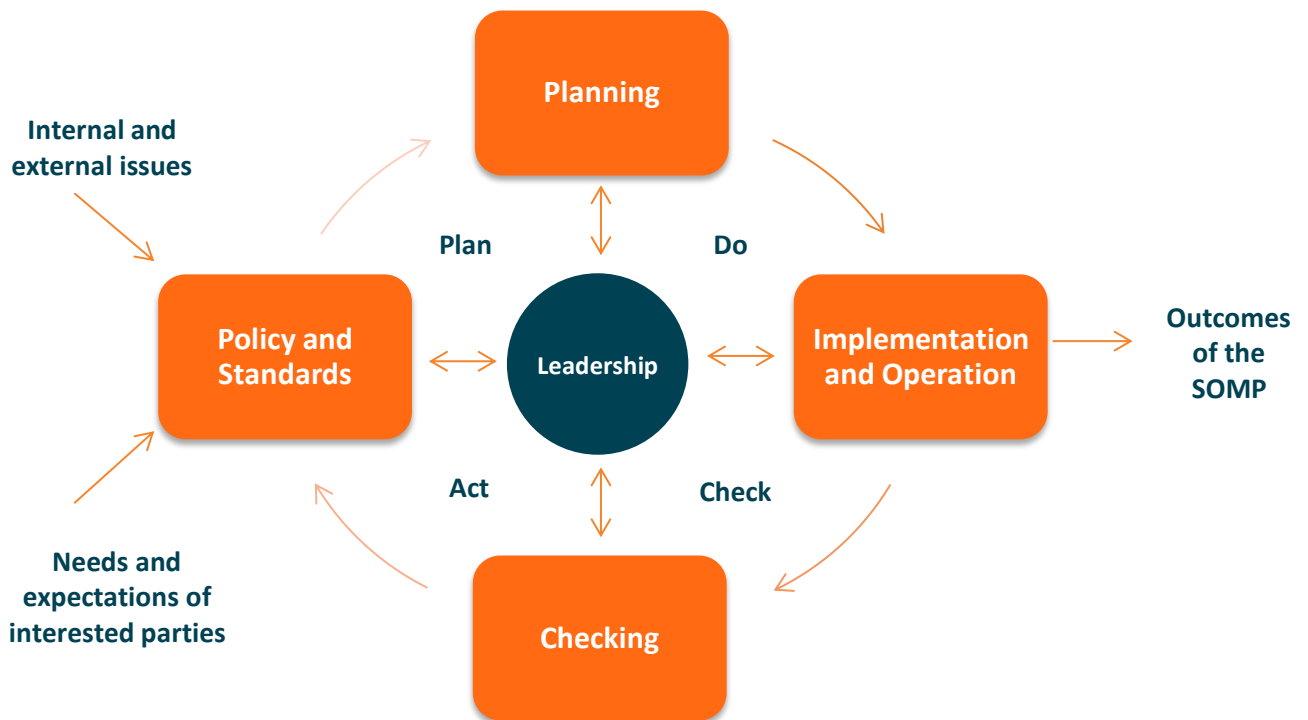 Planning
Internal and
external issues
Plan
Do
Policy and
Standards
Leadership
Implementation
and Operation
Outcomes
of the
SOMP
Act
Check
Needs and
expectations of
interested parties
Checking